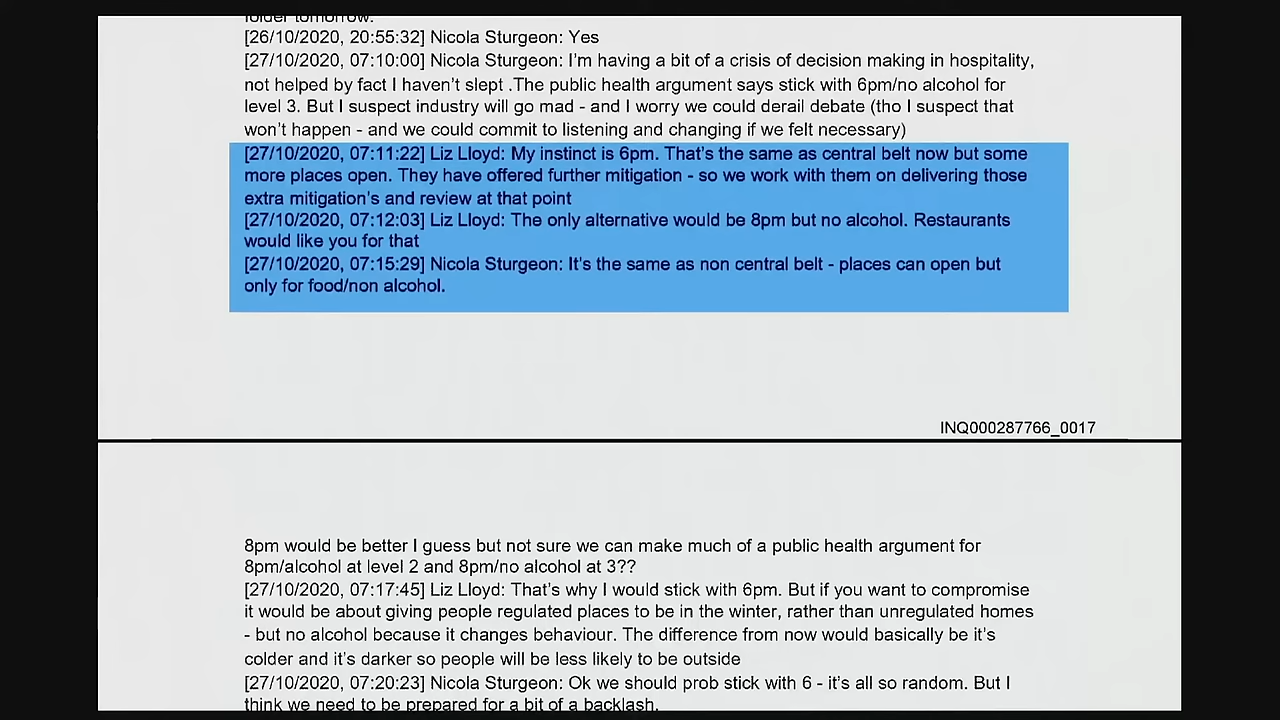 folder tomorrow.
[26/10/2020, 20:55:32] Nicola Sturgeon: Yes
[27/10/2020, 07:10:00] Nicola Sturgeon: I'm having a bit of a crisis of decision making in hospitality,
not helped by fact I haven't slept .The public health argument says stick with 6pm/no alcohol for
level 3. But I suspect industry will go mad - and I worry we could derail debate (tho I suspect that
won't happen - and we could commit to listening and changing if we felt necessary)
[27/10/2020, 07:11:22] Liz Lloyd: My instinct is 6pm. That's the same as central belt now but some
more places open. They have offered further mitigation - so we work with them on delivering those
extra mitigation's and review at that point
[27/10/2020, 07:12:03] Liz Lloyd: The only alternative would be 8pm but no alcohol. Restaurants
would like you for that
[27/10/2020, 07:15:29] Nicola Sturgeon: It's the same as non central belt - places can open but
only for food/non alcohol.
INQ000287766_0017
8pm would be better I guess but not sure we can make much of a public health argument for
8pm/alcohol at level 2 and 8pm/no alcohol at 3??
[27/10/2020, 07:17:45] Liz Lloyd: That's why I would stick with 6pm. But if you want to compromise
it would be about giving people regulated places to be in the winter, rather than unregulated homes
- but no alcohol because it changes behaviour. The difference from now would basically be it's
colder and it's darker so people will be less likely to be outside
[27/10/2020, 07:20:23] Nicola Sturgeon: Ok we should prob stick with 6 - it's all so random. But I
think we need to be prepared for a bit of a backlash.